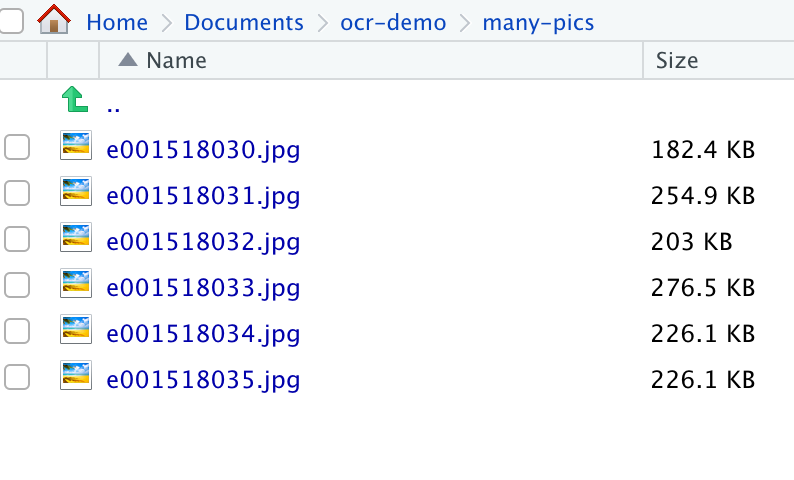 Home > Documents > ocr-demo > many-pics
Name Size
..
e001518030.jpg 182.4 KB
e001518031.jpg 254.9 KB
e001518032.jpg 203 KB
e001518033.jpg 276.5 KB
e001518034.jpg 226.1 KB
e001518035.jpg 226.1 KB